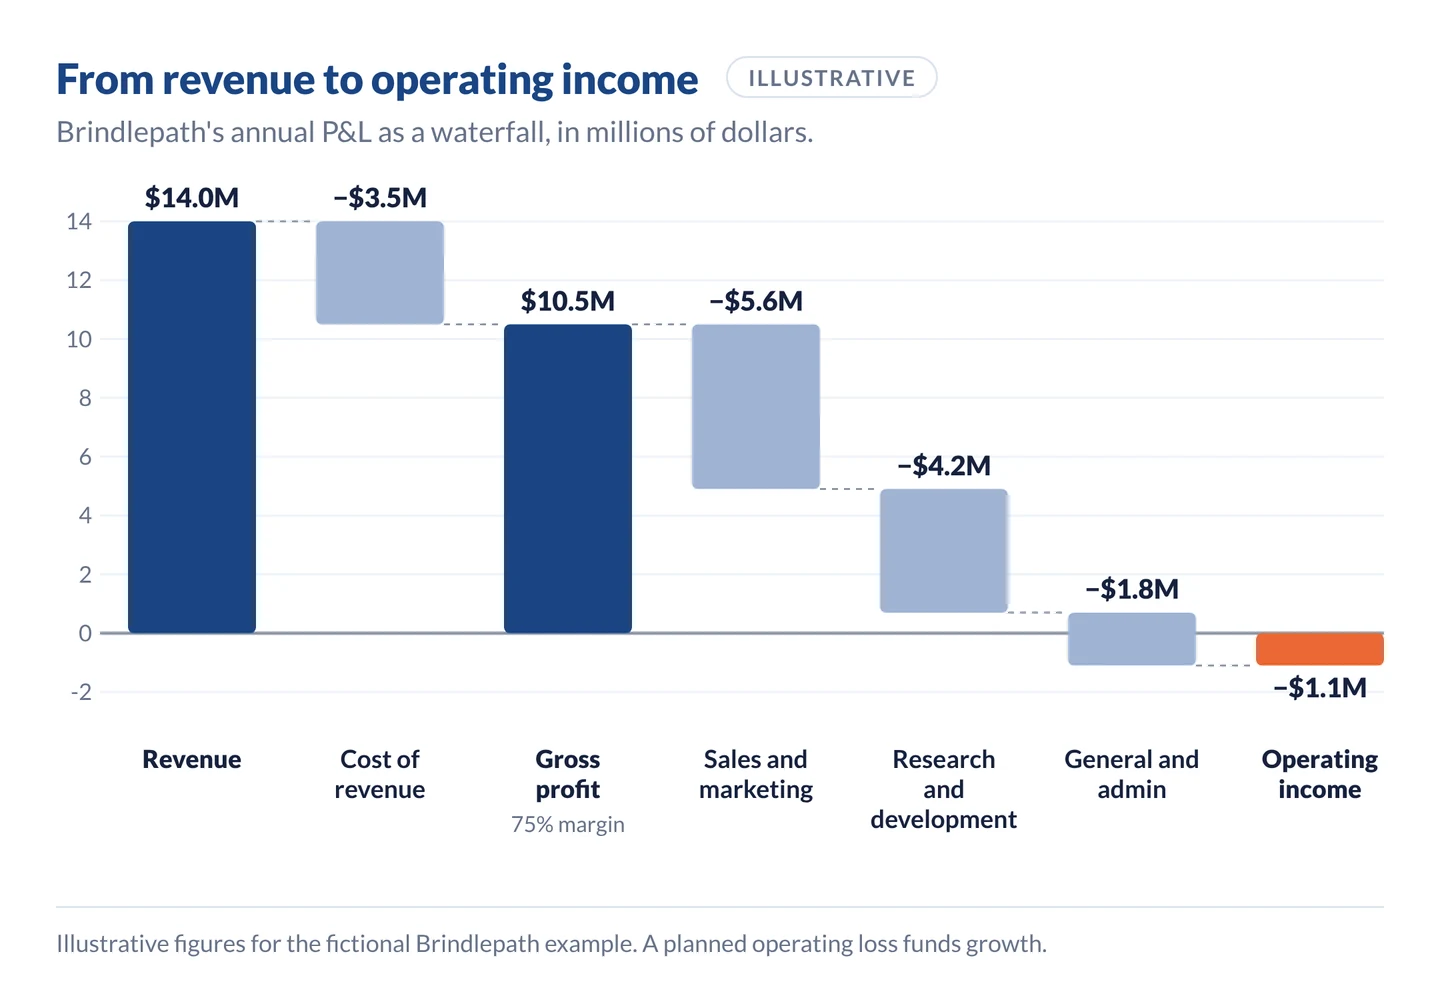 From revenue to operating income
ILLUSTRATIVE
Brindlepath's annual P&L as a waterfall, in millions of dollars.
$14.0M
−$3.5M
$10.5M
−$5.6M
−$4.2M
−$1.8M
−$1.1M
14
12
10
8
6
4
2
0
-2
Revenue
Cost of
revenue
Gross
profit
75% margin
Sales and
marketing
Research
and
development
General and
admin
Operating
income
Illustrative figures for the fictional Brindlepath example. A planned operating loss funds growth.